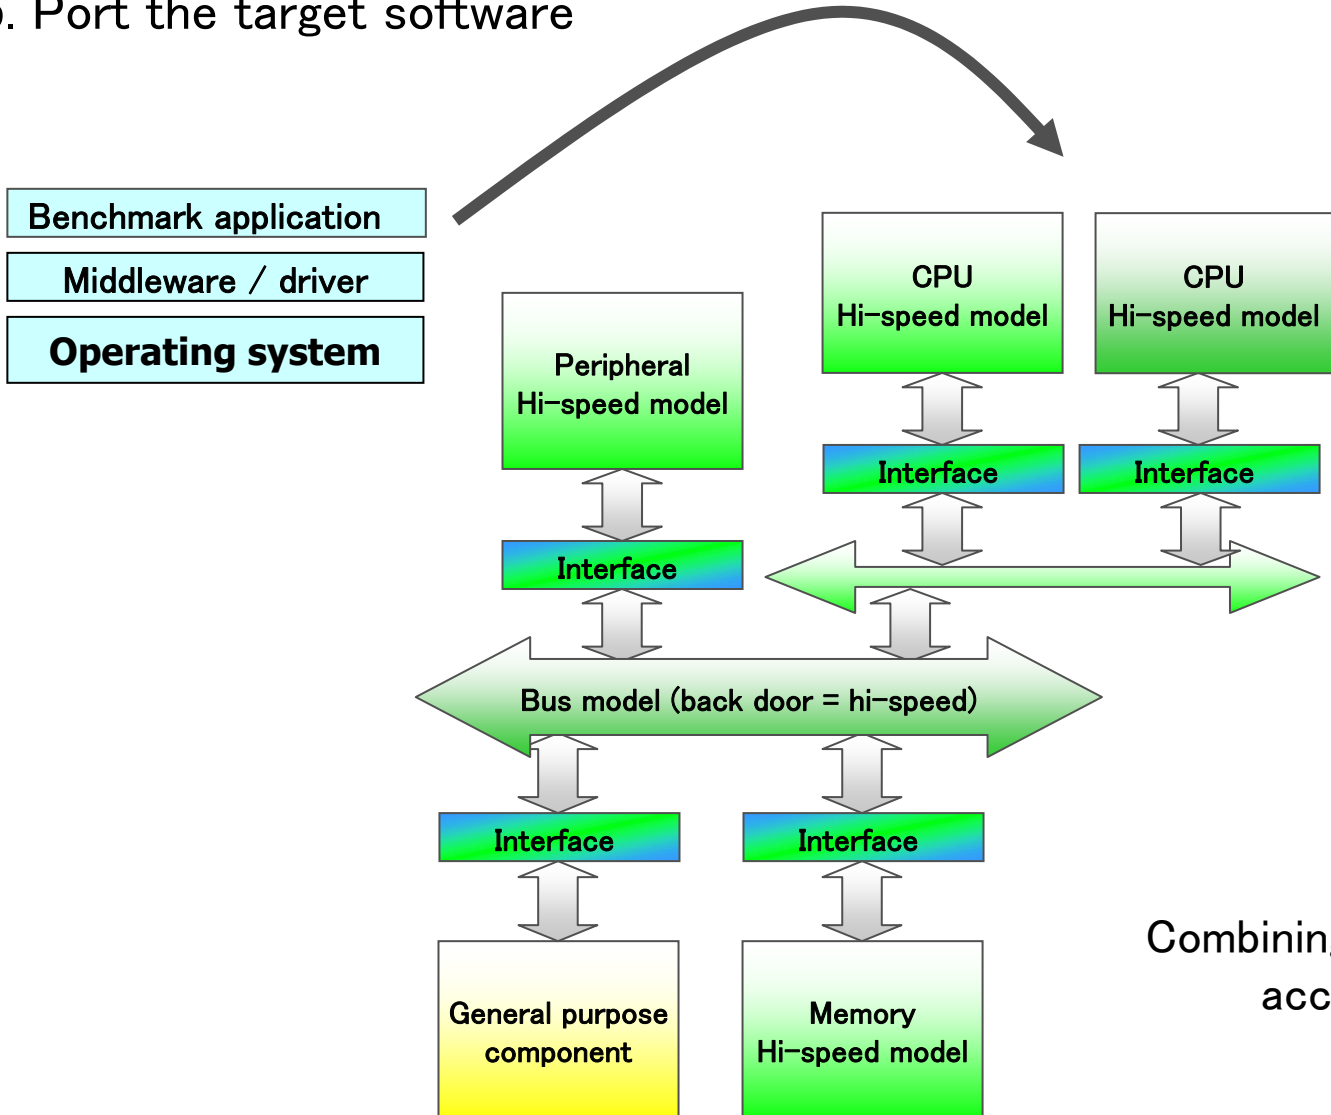 . Port the target software
Benchmark application
Middleware / driver
Operating system
Peripheral
Hi-speed model
CPU
Hi-speed model
CPU
Hi-speed model
Interface
Interface
Interface
Bus model (back door = hi-speed)
Interface
Interface
General purpose
component
Memory
Hi-speed model
Combining
acc